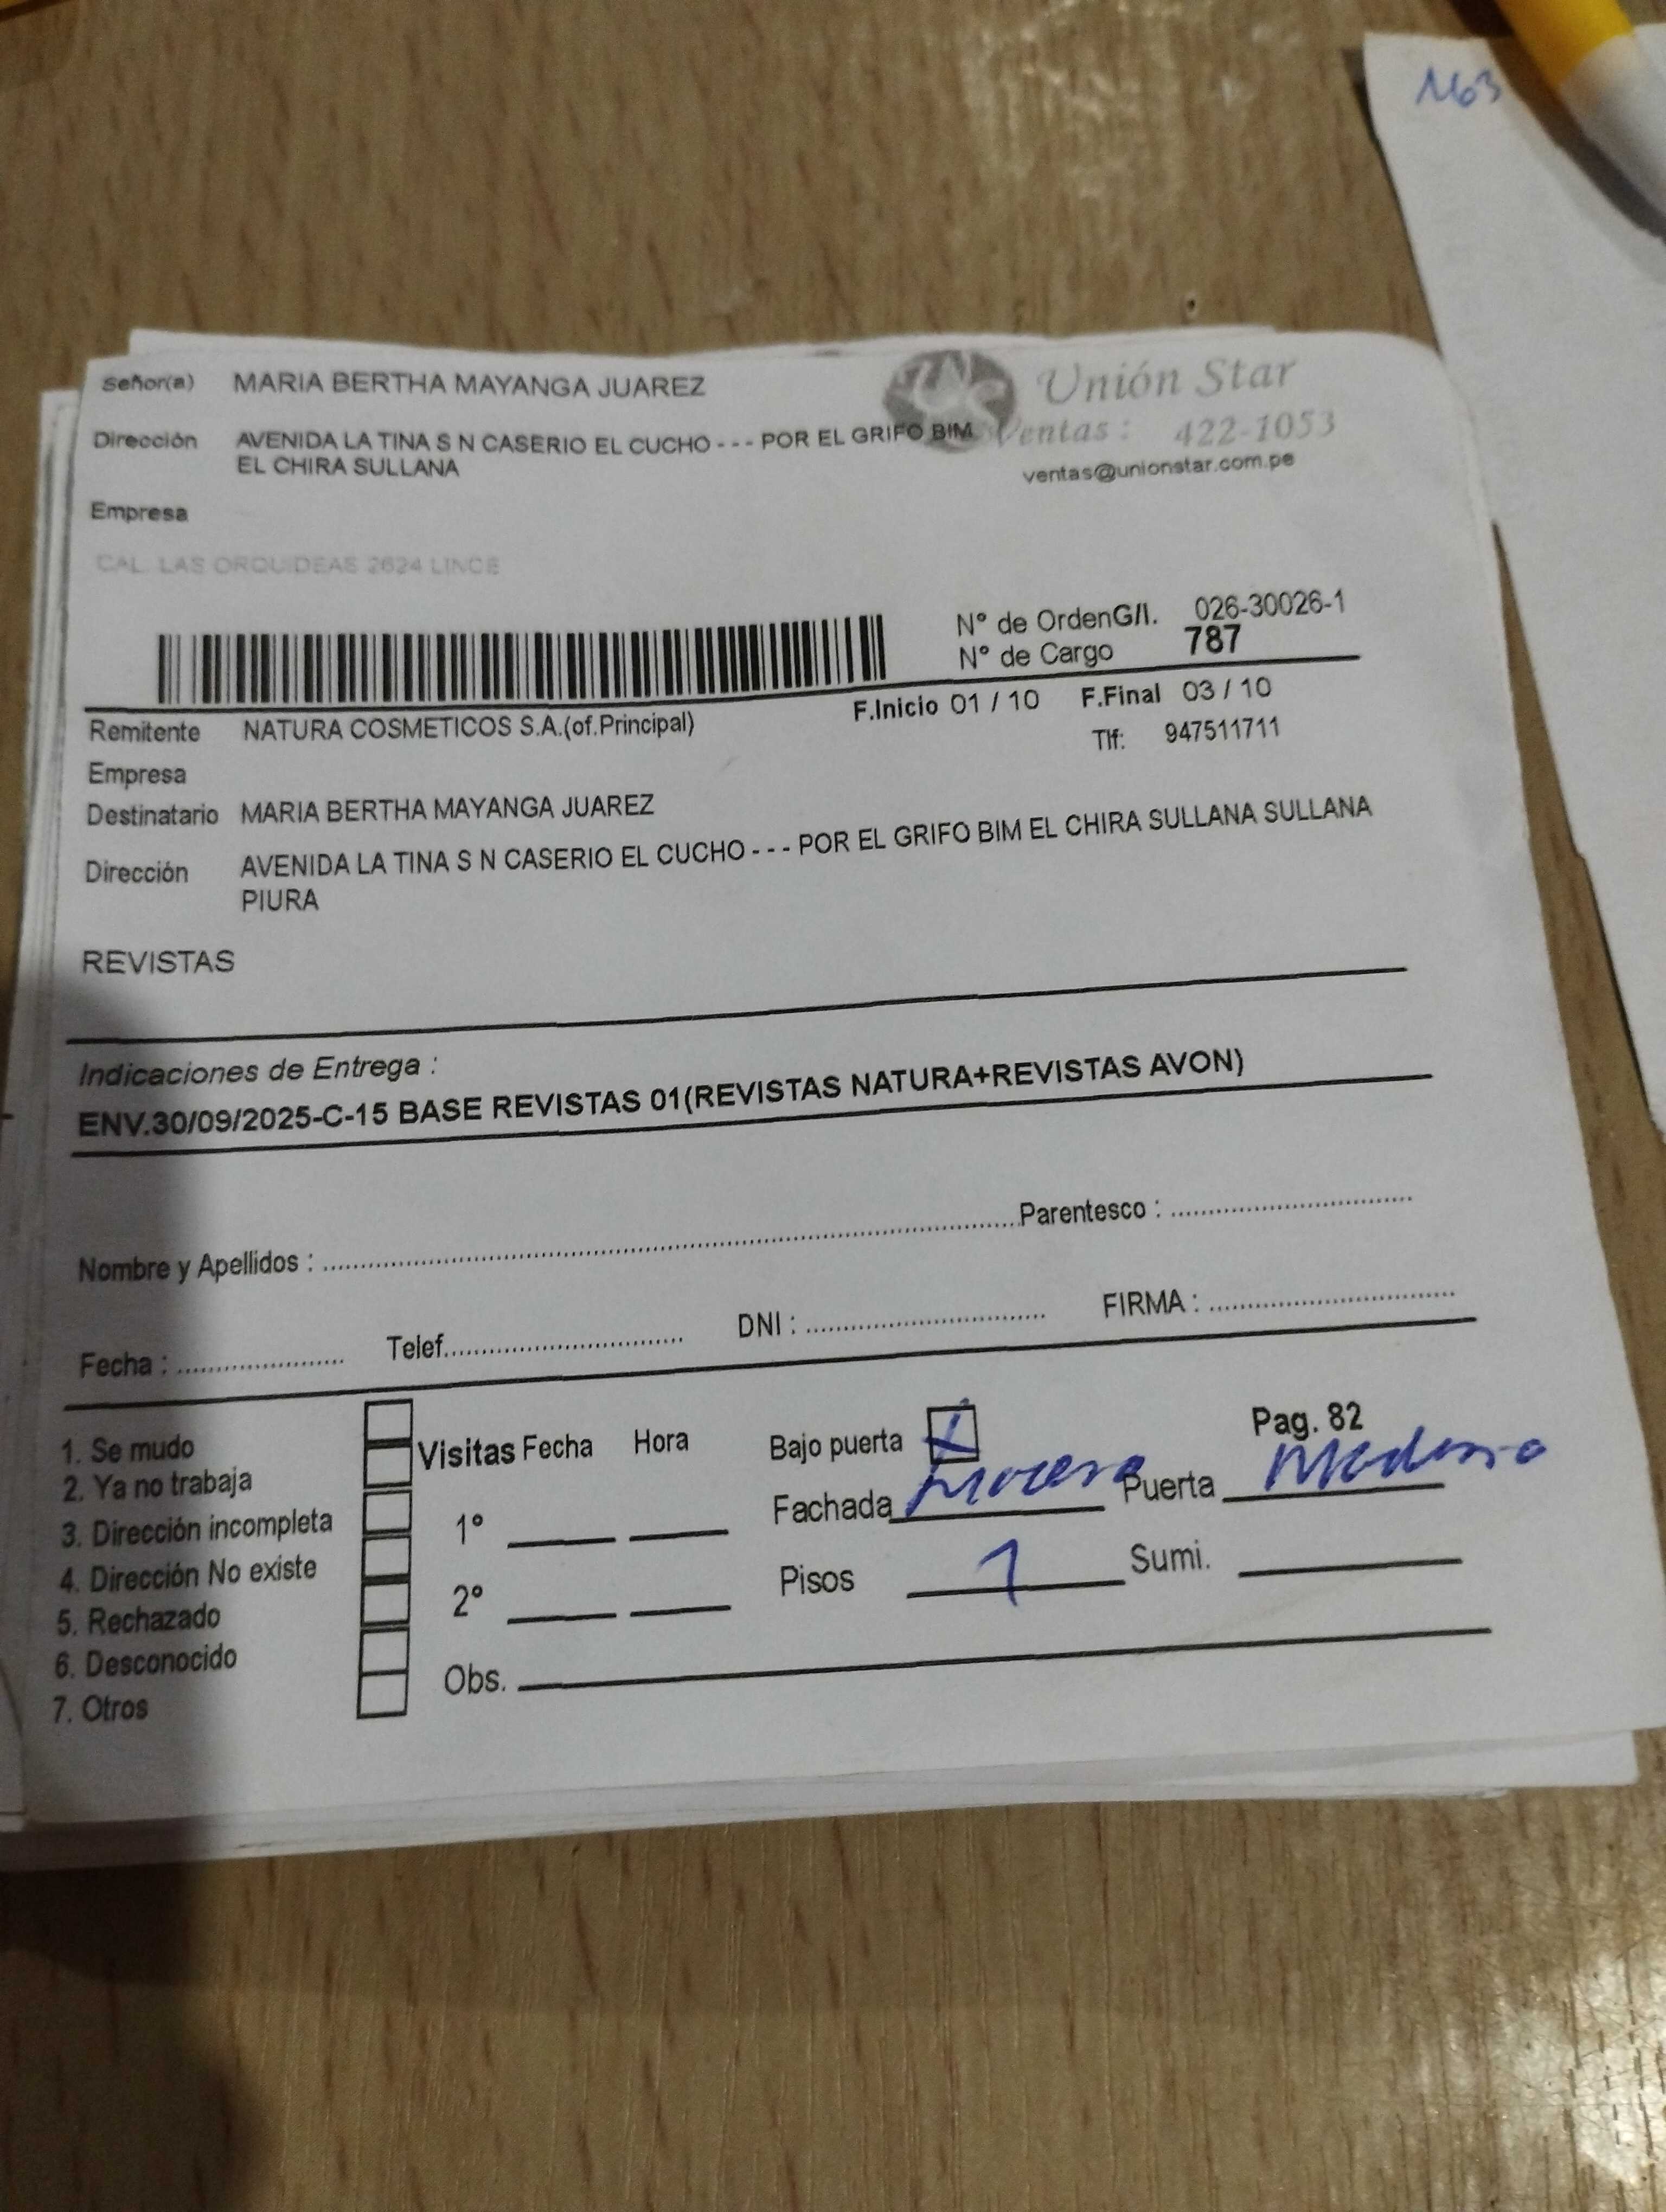 1163
Señor(a) MARIA BERTHA MAYANGA JUAREZ
Unión Star
Dirección AVENIDA LA TINA S N CASERIO EL CUCHO - - - POR EL GRIFO BIM
Ventas : 422-1053
EL CHIRA SULLANA
ventas@unionstar.com.pe
Empresa
CAL. LAS ORQUIDEAS 2624 LINCE
N° de OrdenG/I. 026-30026-1
N° de Cargo 787
F.Inicio 01 / 10 F.Final 03 / 10
Remitente NATURA COSMETICOS S.A.(of.Principal)
Tlf: 947511711
Empresa
Destinatario MARIA BERTHA MAYANGA JUAREZ
Dirección AVENIDA LA TINA S N CASERIO EL CUCHO - - - POR EL GRIFO BIM EL CHIRA SULLANA SULLANA
PIURA
REVISTAS
Indicaciones de Entrega :
ENV.30/09/2025-C-15 BASE REVISTAS 01(REVISTAS NATURA+REVISTAS AVON)
Nombre y Apellidos : Parentesco :
Fecha : Telef. DNI : FIRMA :
1. Se mudo
2. Ya no trabaja
3. Dirección incompleta
4. Dirección No existe
5. Rechazado
6. Desconocido
7. Otros
Visitas Fecha Hora
1°
2°
Obs.
Bajo puerta
Pag. 82
Fachada
Puerta
Pisos 1 Sumi.